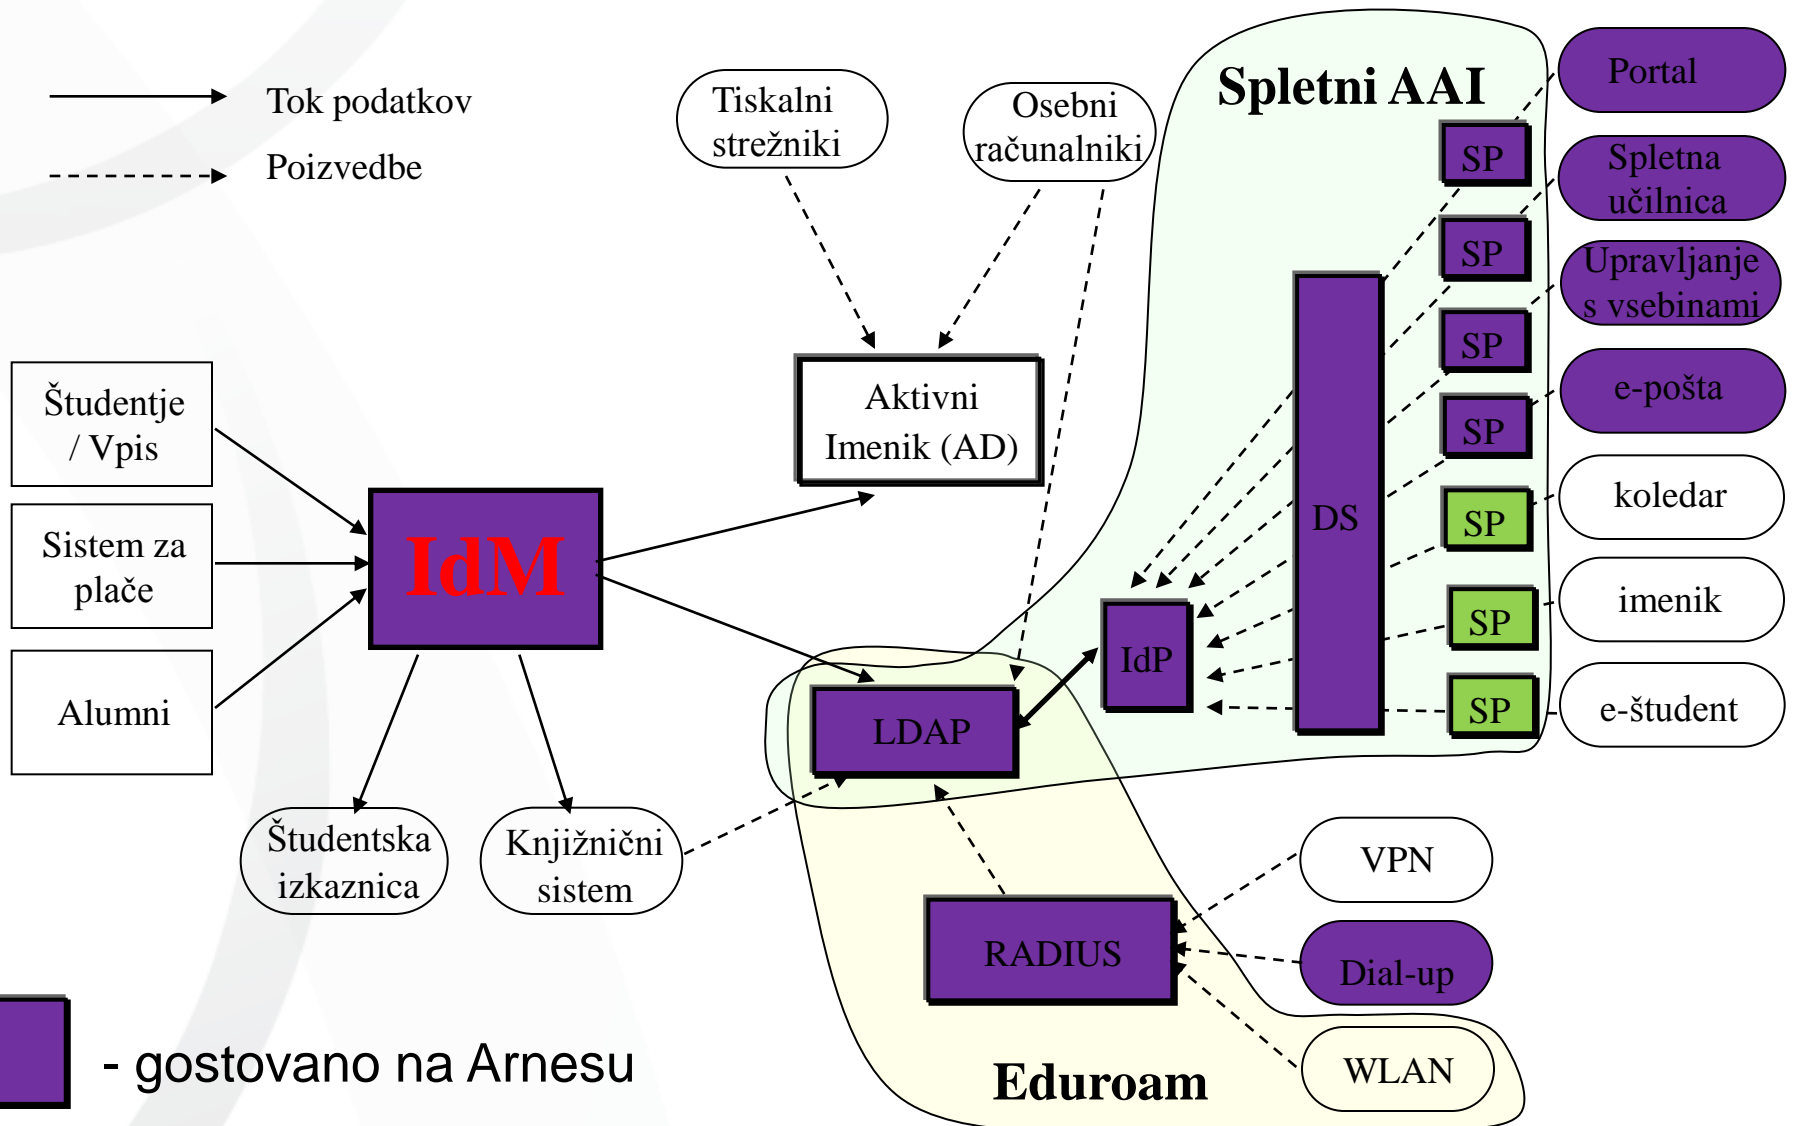 Tok podatkov
Poizvedbe
Tiskalni
strežniki
Osebni
računalniki
Spletni AAI
Portal
Spletna
učilnica
Upravljanje
s vsebinami
e-pošta
koledar
imenik
e-študent
SP
SP
SP
SP
SP
SP
SP
DS
IdP
Aktivni
Imenik (AD)
Študentje
/ Vpis
Sistem za
plače
Alumni
IdM
LDAP
Študentska
izkaznica
Knjižnični
sistem
RADIUS
VPN
Dial-up
WLAN
Eduroam
- gostovano na Arnesu